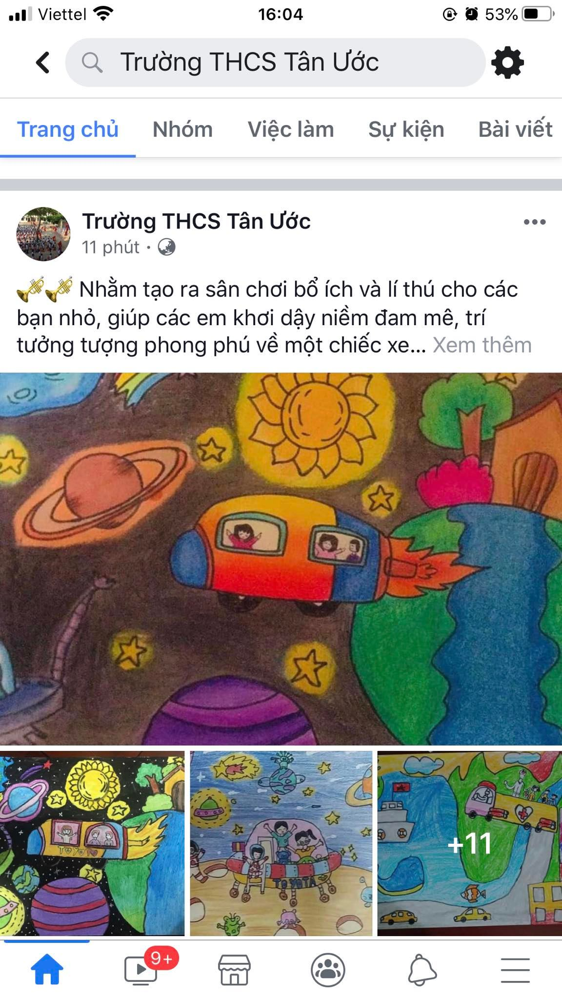 Viettel 16:04 53%
Trường THCS Tân Ước
Trang chủ Nhóm Việc làm Sự kiện Bài viết
Trường THCS Tân Ước
11 phút ·
Nhằm tạo ra sân chơi bổ ích và lí thú cho các
bạn nhỏ, giúp các em khơi dậy niềm đam mê, trí
tưởng tượng phong phú về một chiếc xe... Xem thêm
TOYOTA
TOYOTA
+11
9+